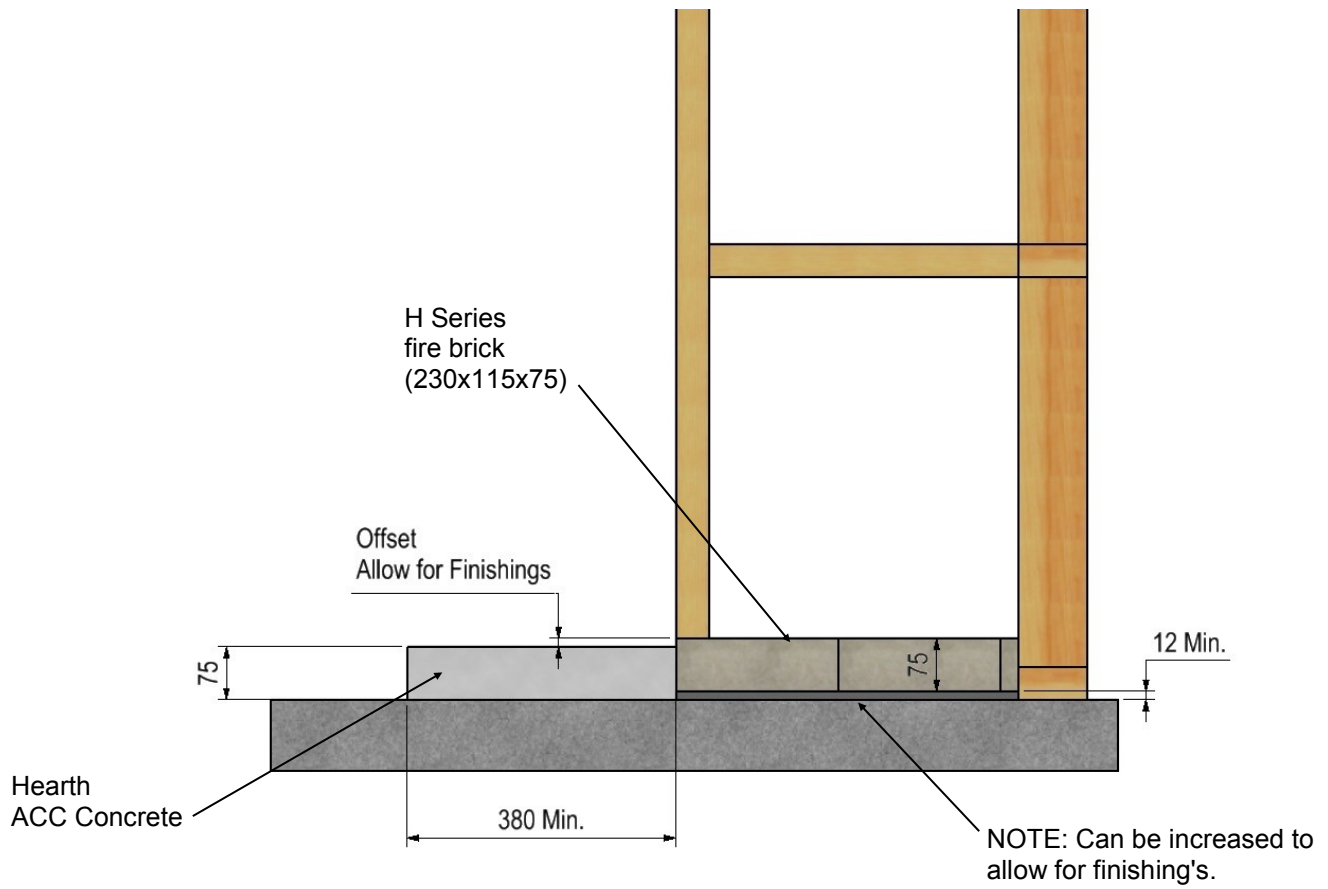 H Series
fire brick
(230x115x75)
Offset
Allow for Finishings
75
75
12 Min.
Hearth
ACC Concrete
380 Min.
NOTE: Can be increased to
allow for finishing's.